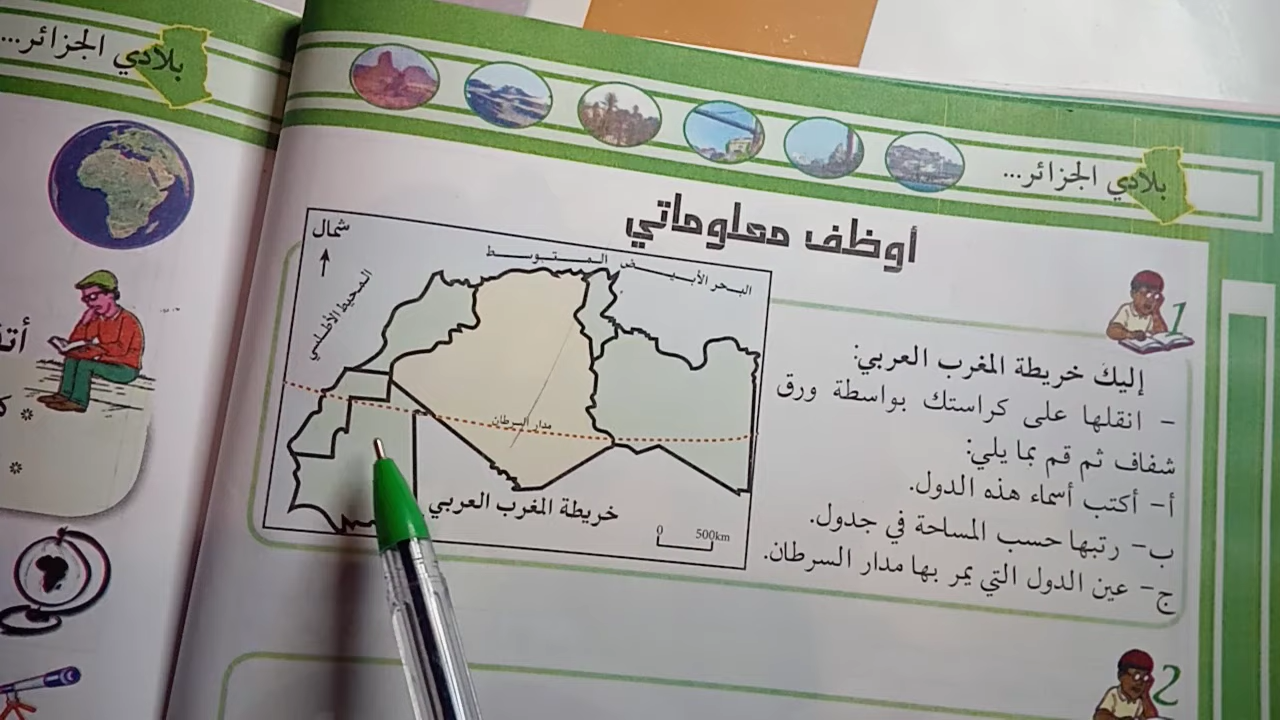 بلادي الجزائر...
بلادي الجزائر...
أوظف معلوماتي
1
إليك خريطة المغرب العربي:
- انقلها على كراستك بواسطة ورق
شفاف ثم قم بما يلي:
أ- أكتب أسماء هذه الدول.
ب- رتبها حسب المساحة في جدول.
ج- عين الدول التي يمر بها مدار السرطان.
شمال
البحر الأبيض المتوسط
المحيط الأطلسي
مدار السرطان
خريطة المغرب العربي
0 500km
2